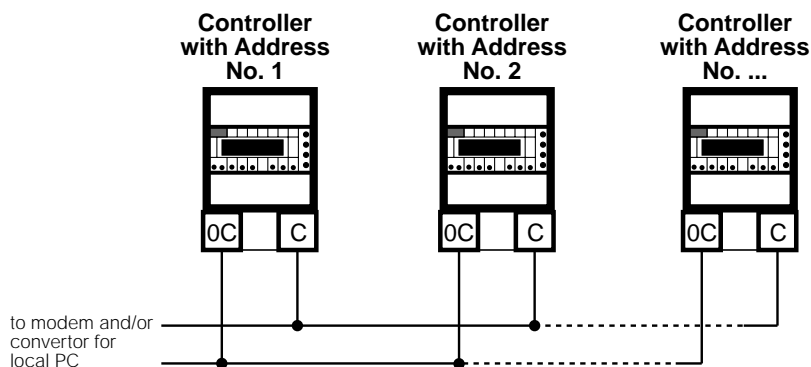 Controller
with Address
No. 1
Controller
with Address
No. 2
Controller
with Address
No. ...
0C
C
0C
C
0C
C
to modem and/or
convertor for
local PC